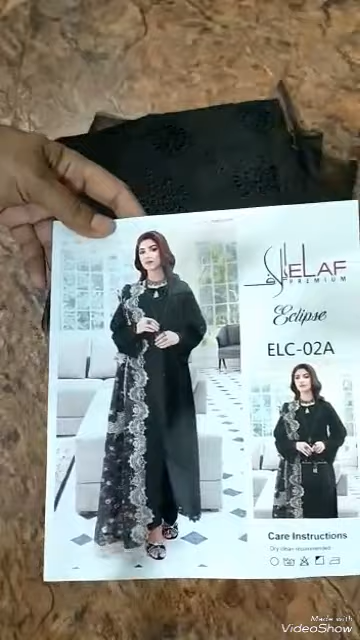 ELAF
PREMIUM
Eclipse
ELC-02A
Care Instructions
Dry clean recommended
Made with
VideoShow